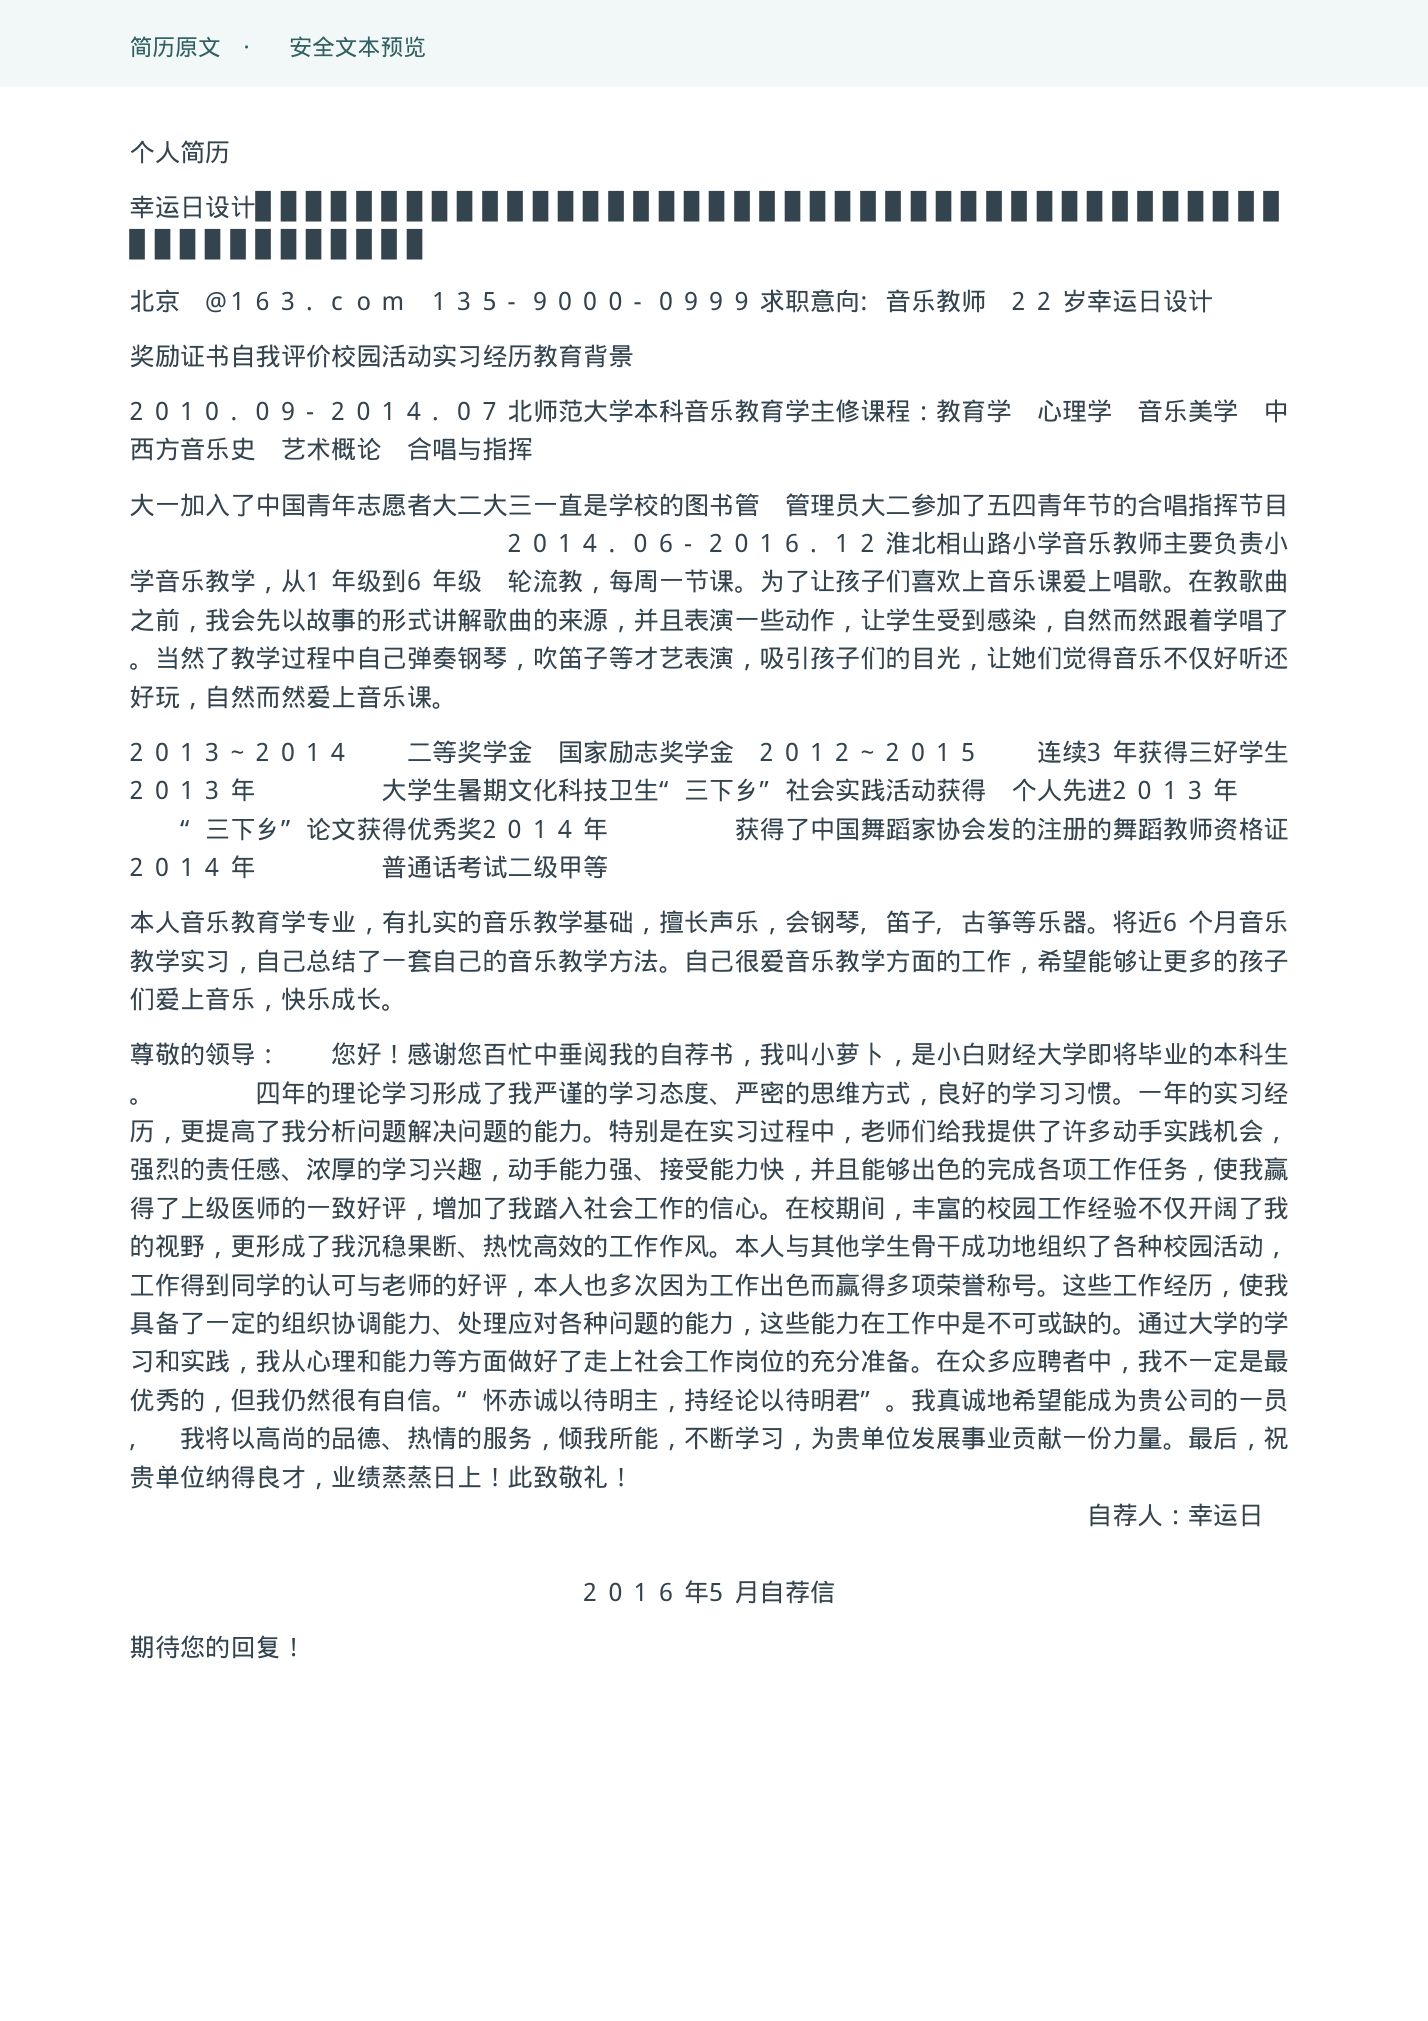 简历原文 · 安全文本预览
个人简历
幸运日设计
北京 @163.com 135-9000-0999求职意向: 音乐教师 22岁幸运日设计
奖励证书自我评价校园活动实习经历教育背景
2010.09-2014.07北师范大学本科音乐教育学主修课程：教育学 心理学 音乐美学 中
西方音乐史 艺术概论 合唱与指挥
大一加入了中国青年志愿者大二大三一直是学校的图书管 管理员大二参加了五四青年节的合唱指挥节目
2014.06-2016.12淮北相山路小学音乐教师主要负责小
学音乐教学，从1年级到6年级 轮流教，每周一节课。为了让孩子们喜欢上音乐课爱上唱歌。在教歌曲
之前，我会先以故事的形式讲解歌曲的来源，并且表演一些动作，让学生受到感染，自然而然跟着学唱了
。当然了教学过程中自己弹奏钢琴，吹笛子等才艺表演，吸引孩子们的目光，让她们觉得音乐不仅好听还
好玩，自然而然爱上音乐课。
2013~2014 二等奖学金 国家励志奖学金 2012~2015 连续3年获得三好学生
2013年 大学生暑期文化科技卫生“三下乡”社会实践活动获得 个人先进2013年
“三下乡”论文获得优秀奖2014年 获得了中国舞蹈家协会发的注册的舞蹈教师资格证
2014年 普通话考试二级甲等
本人音乐教育学专业，有扎实的音乐教学基础，擅长声乐，会钢琴, 笛子, 古筝等乐器。将近6个月音乐
教学实习，自己总结了一套自己的音乐教学方法。自己很爱音乐教学方面的工作，希望能够让更多的孩子
们爱上音乐，快乐成长。
尊敬的领导： 您好！感谢您百忙中垂阅我的自荐书，我叫小萝卜，是小白财经大学即将毕业的本科生
。 四年的理论学习形成了我严谨的学习态度、严密的思维方式，良好的学习习惯。一年的实习经
历，更提高了我分析问题解决问题的能力。特别是在实习过程中，老师们给我提供了许多动手实践机会，
强烈的责任感、浓厚的学习兴趣，动手能力强、接受能力快，并且能够出色的完成各项工作任务，使我赢
得了上级医师的一致好评，增加了我踏入社会工作的信心。在校期间，丰富的校园工作经验不仅开阔了我
的视野，更形成了我沉稳果断、热忱高效的工作作风。本人与其他学生骨干成功地组织了各种校园活动，
工作得到同学的认可与老师的好评，本人也多次因为工作出色而赢得多项荣誉称号。这些工作经历，使我
具备了一定的组织协调能力、处理应对各种问题的能力，这些能力在工作中是不可或缺的。通过大学的学
习和实践，我从心理和能力等方面做好了走上社会工作岗位的充分准备。在众多应聘者中，我不一定是最
优秀的，但我仍然很有自信。“怀赤诚以待明主，持经论以待明君”。我真诚地希望能成为贵公司的一员
， 我将以高尚的品德、热情的服务，倾我所能，不断学习，为贵单位发展事业贡献一份力量。最后，祝
贵单位纳得良才，业绩蒸蒸日上！此致敬礼！
自荐人：幸运日
2016年5月自荐信
期待您的回复！